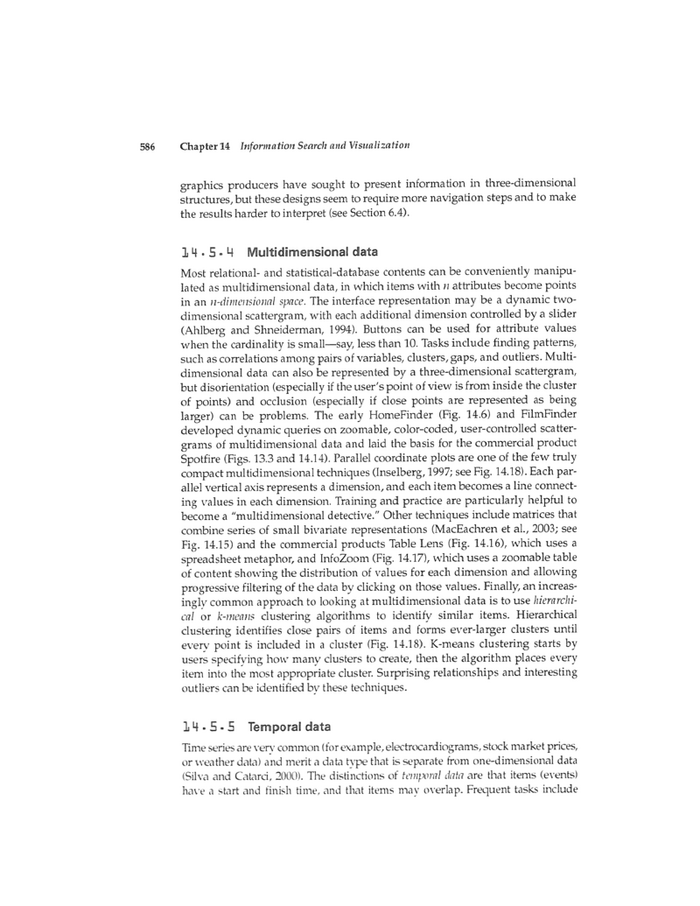 586 Chapter 14 Information Search and Visualization
graphics producers have sought to present information in three-dimensional
structures, but these designs seem to require more navigation steps and to make
the results harder to interpret (see Section 6.4).
14.5.4 Multidimensional data
Most relational- and statistical-database contents can be conveniently manipu-
lated as multidimensional data, in which items with n attributes become points
in an n-dimensional space. The interface representation may be a dynamic two-
dimensional scattergram, with each additional dimension controlled by a slider
(Ahlberg and Shneiderman, 1994). Buttons can be used for attribute values
when the cardinality is small—say, less than 10. Tasks include finding patterns,
such as correlations among pairs of variables, clusters, gaps, and outliers. Multi-
dimensional data can also be represented by a three-dimensional scattergram,
but disorientation (especially if the user's point of view is from inside the cluster
of points) and occlusion (especially if close points are represented as being
larger) can be problems. The early HomeFinder (Fig. 14.6) and FilmFinder
developed dynamic queries on zoomable, color-coded, user-controlled scatter-
grams of multidimensional data and laid the basis for the commercial product
Spotfire (Figs. 13.3 and 14.14). Parallel coordinate plots are one of the few truly
compact multidimensional techniques (Inselberg, 1997; see Fig. 14.18). Each par-
allel vertical axis represents a dimension, and each item becomes a line connect-
ing values in each dimension. Training and practice are particularly helpful to
become a "multidimensional detective." Other techniques include matrices that
combine series of small bivariate representations (MacEachren et al., 2003; see
Fig. 14.15) and the commercial products Table Lens (Fig. 14.16), which uses a
spreadsheet metaphor, and InfoZoom (Fig. 14.17), which uses a zoomable table
of content showing the distribution of values for each dimension and allowing
progressive filtering of the data by clicking on those values. Finally, an increas-
ingly common approach to looking at multidimensional data is to use hierarchi-
cal or k-means clustering algorithms to identify similar items. Hierarchical
clustering identifies close pairs of items and forms ever-larger clusters until
every point is included in a cluster (Fig. 14.18). K-means clustering starts by
users specifying how many clusters to create, then the algorithm places every
item into the most appropriate cluster. Surprising relationships and interesting
outliers can be identified by these techniques.
14.5.5 Temporal data
Time series are very common (for example, electrocardiograms, stock market prices,
or weather data) and merit a data type that is separate from one-dimensional data
(Silva and Catarci, 2000). The distinctions of temporal data are that items (events)
have a start and finish time, and that items may overlap. Frequent tasks include